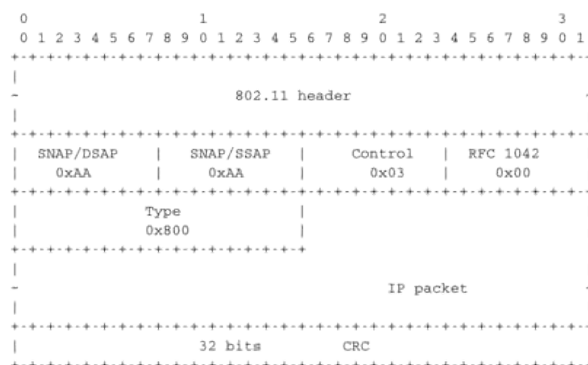 0 1 2 3
0 1 2 3 4 5 6 7 8 9 0 1 2 3 4 5 6 7 8 9 0 1 2 3 4 5 6 7 8 9 0 1
802.11 header
SNAP/DSAP | SNAP/SSAP | Control | RFC 1042
0xAA | 0xAA | 0x03 | 0x00
Type
0x800
IP packet
32 bits CRC